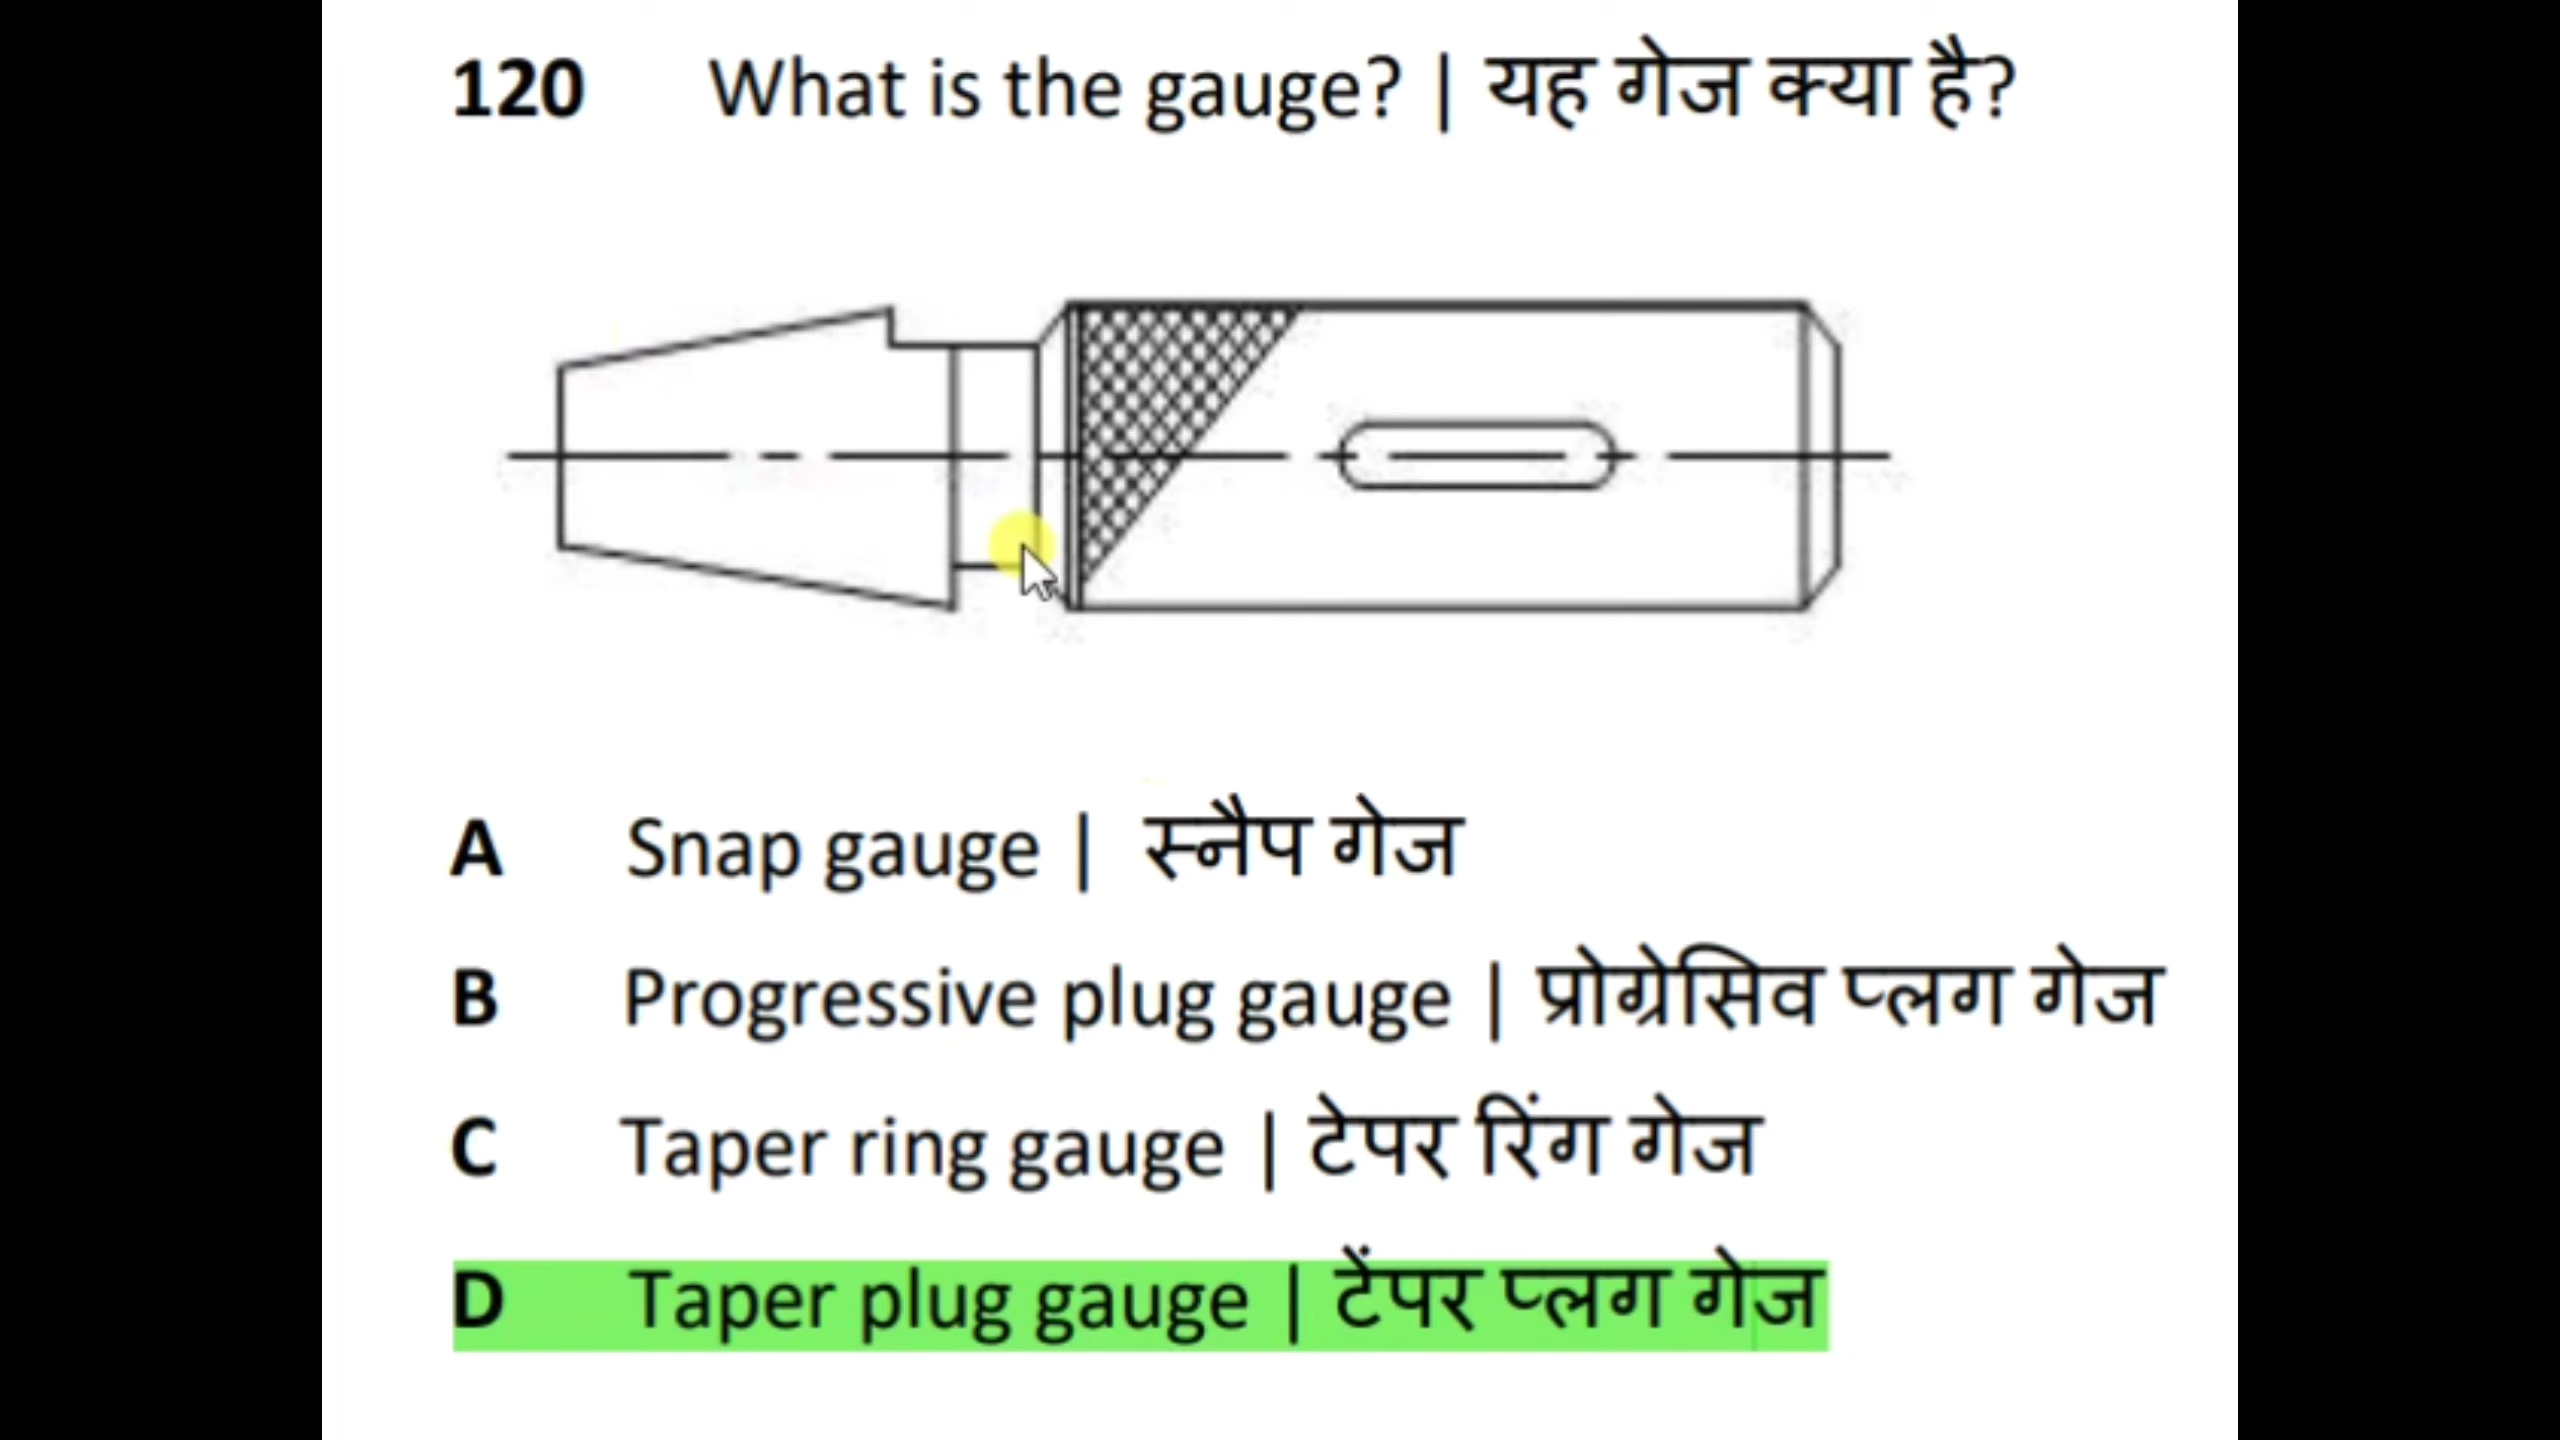 120 What is the gauge? | यह गेज क्या है?
A Snap gauge | स्नैप गेज
B Progressive plug gauge | प्रोग्रेसिव प्लग गेज
C Taper ring gauge | टेपर रिंग गेज
D Taper plug gauge | टेंपर प्लग गेज